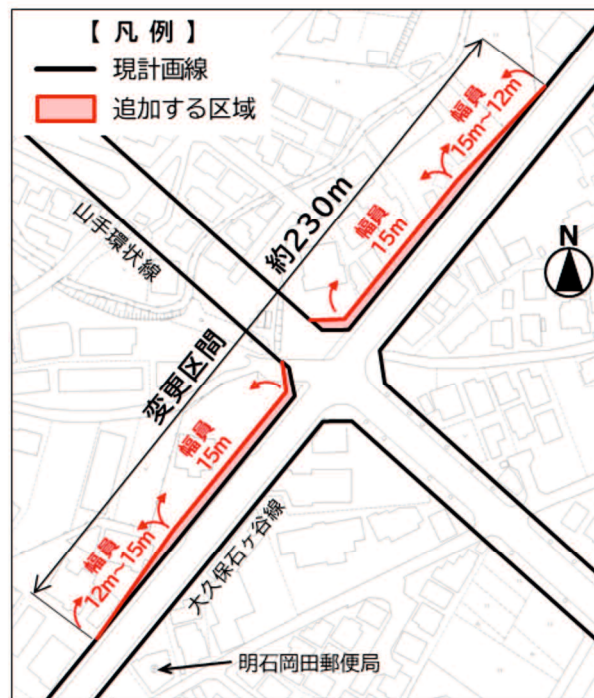 【 凡 例 】
現計画線
追加する区域
幅員
15m~12m
幅員
15m
約230m
山手環状線
N
変更区間
幅員
15m
幅員
12m~15m
大久保石ヶ谷線
明石岡田郵便局